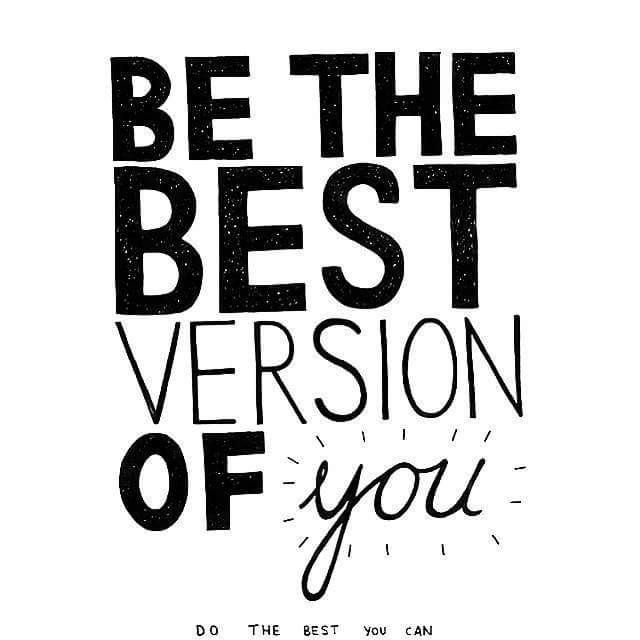 BE THE
BEST
VERSION
OF you
DO THE BEST YOU CAN